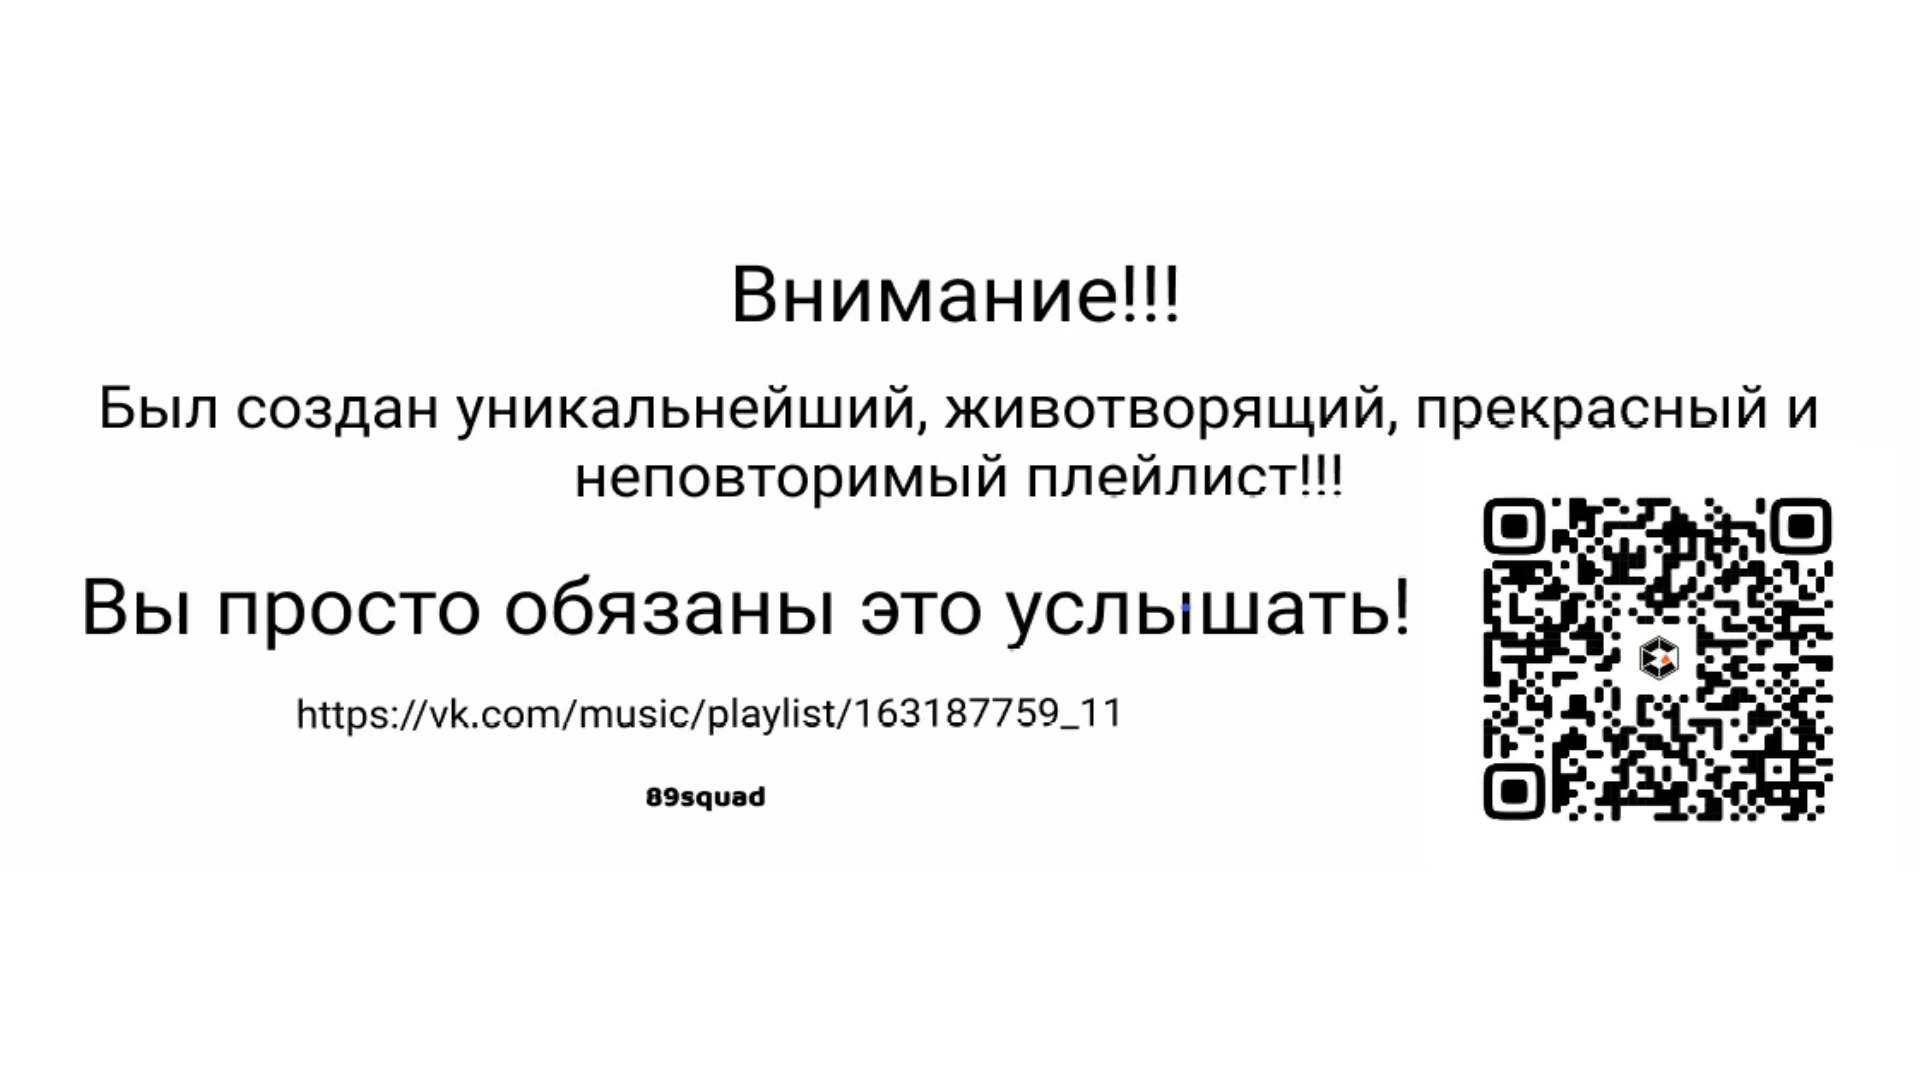 Внимание!!!
Был создан уникальнейший, животворящий, прекрасный и
неповторимый плейлист!!!
Вы просто обязаны это услышать!
https://vk.com/music/playlist/163187759_11
89squad